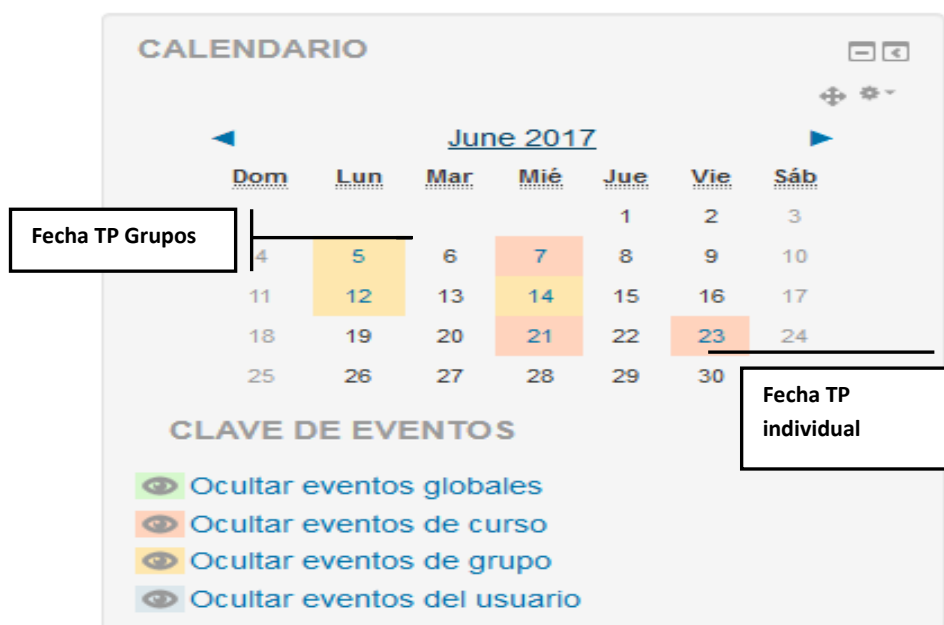 CALENDARIO
June 2017
Dom Lun Mar Mié Jue Vie Sáb
1 2 3
Fecha TP Grupos
4 5 6 7 8 9 10
11 12 13 14 15 16 17
18 19 20 21 22 23 24
25 26 27 28 29 30
Fecha TP
individual
CLAVE DE EVENTOS
Ocultar eventos globales
Ocultar eventos de curso
Ocultar eventos de grupo
Ocultar eventos del usuario